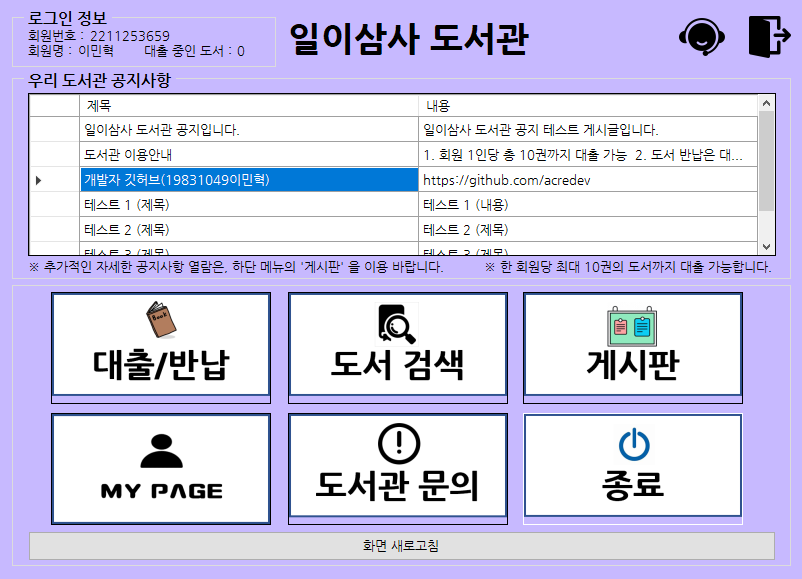 로그인 정보
회원번호 : 2211253659
회원명 : 이민혁 대출 중인 도서 : 0
일이삼사 도서관
우리 도서관 공지사항
제목 내용
일이삼사 도서관 공지입니다. 일이삼사 도서관 공지 테스트 게시글입니다.
도서관 이용안내 1. 회원 1인당 총 10권까지 대출 가능 2. 도서 반납은 대...
개발자 깃허브(19831049이민혁) https://github.com/acredev
테스트 1 (제목) 테스트 1 (내용)
테스트 2 (제목) 테스트 2 (제목)
테스트 3 (제목) 테스트 3 (제목)
※ 추가적인 자세한 공지사항 열람은, 하단 메뉴의 '게시판' 을 이용 바랍니다. ※ 한 회원당 최대 10권의 도서까지 대출 가능합니다.
Book
대출/반납 도서 검색 게시판
MY PAGE 도서관 문의 종료
화면 새로고침